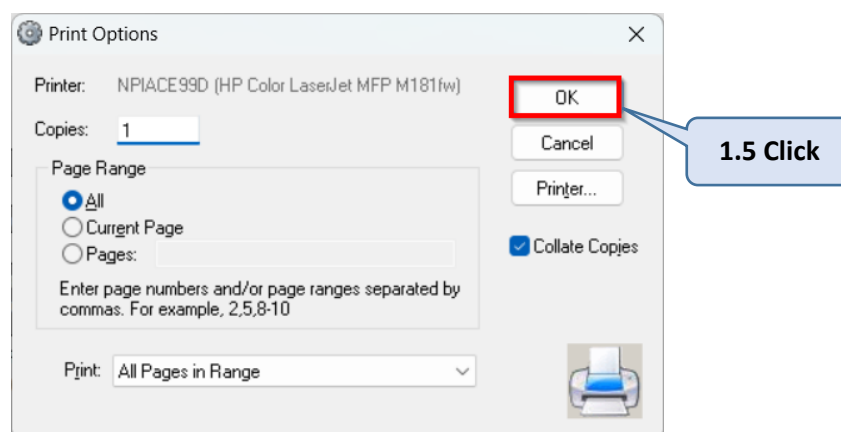 Print Options
Printer: NPIACE99D (HP Color LaserJet MFP M181fw)
OK
Copies: 1
Cancel
1.5 Click
Page Range
Printer...
All
Current Page
Pages:
Collate Copies
Enter page numbers and/or page ranges separated by
commas. For example, 2,5,8-10
Print: All Pages in Range